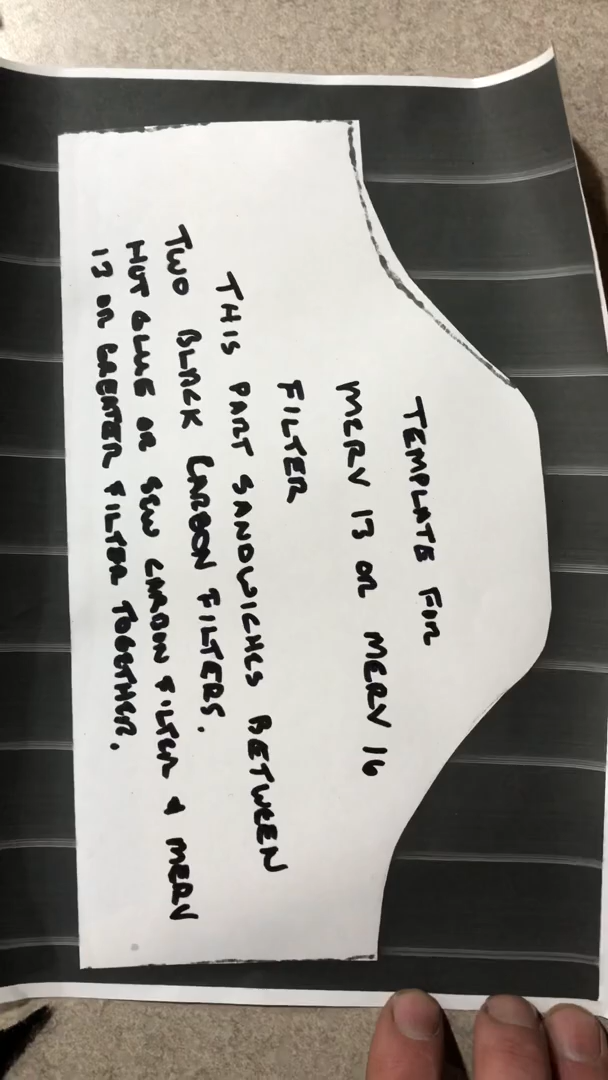 TEMPLATE FOR
MERV 13 OR MERV 16
FILTER
THIS PART SANDWICHES BETWEEN
TWO BLACK CARBON FILTERS.
HOT GLUE OR SEW CARBON FILTER & MERV
13 OR GREATER FILTER TOGETHER.